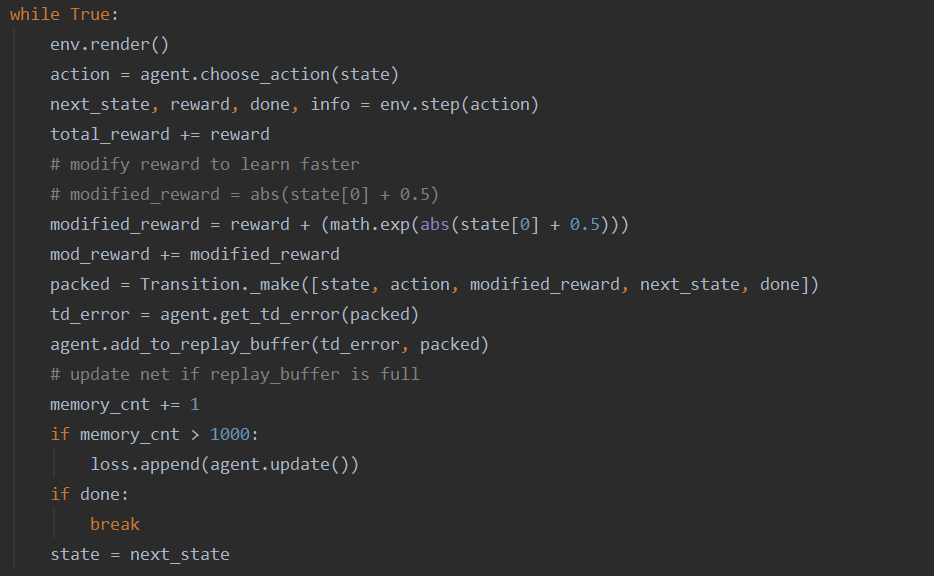 while True:
    env.render()
    action = agent.choose_action(state)
    next_state, reward, done, info = env.step(action)
    total_reward += reward
    # modify reward to learn faster
    # modified_reward = abs(state[0] + 0.5)
    modified_reward = reward + (math.exp(abs(state[0] + 0.5)))
    mod_reward += modified_reward
    packed = Transition._make([state, action, modified_reward, next_state, done])
    td_error = agent.get_td_error(packed)
    agent.add_to_replay_buffer(td_error, packed)
    # update net if replay_buffer is full
    memory_cnt += 1
    if memory_cnt > 1000:
        loss.append(agent.update())
    if done:
        break
    state = next_state